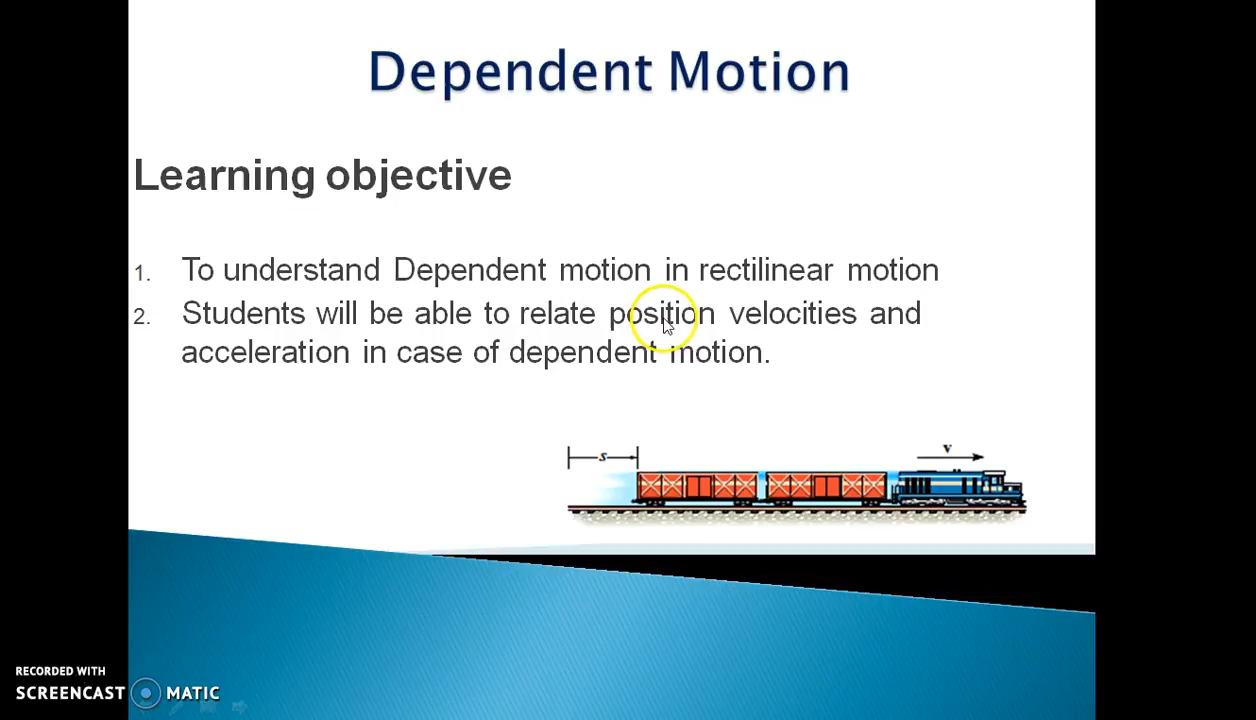 Dependent Motion
Learning objective
1. To understand Dependent motion in rectilinear motion
2. Students will be able to relate position velocities and
acceleration in case of dependent motion.
s
v
RECORDED WITH
SCREENCAST MATIC